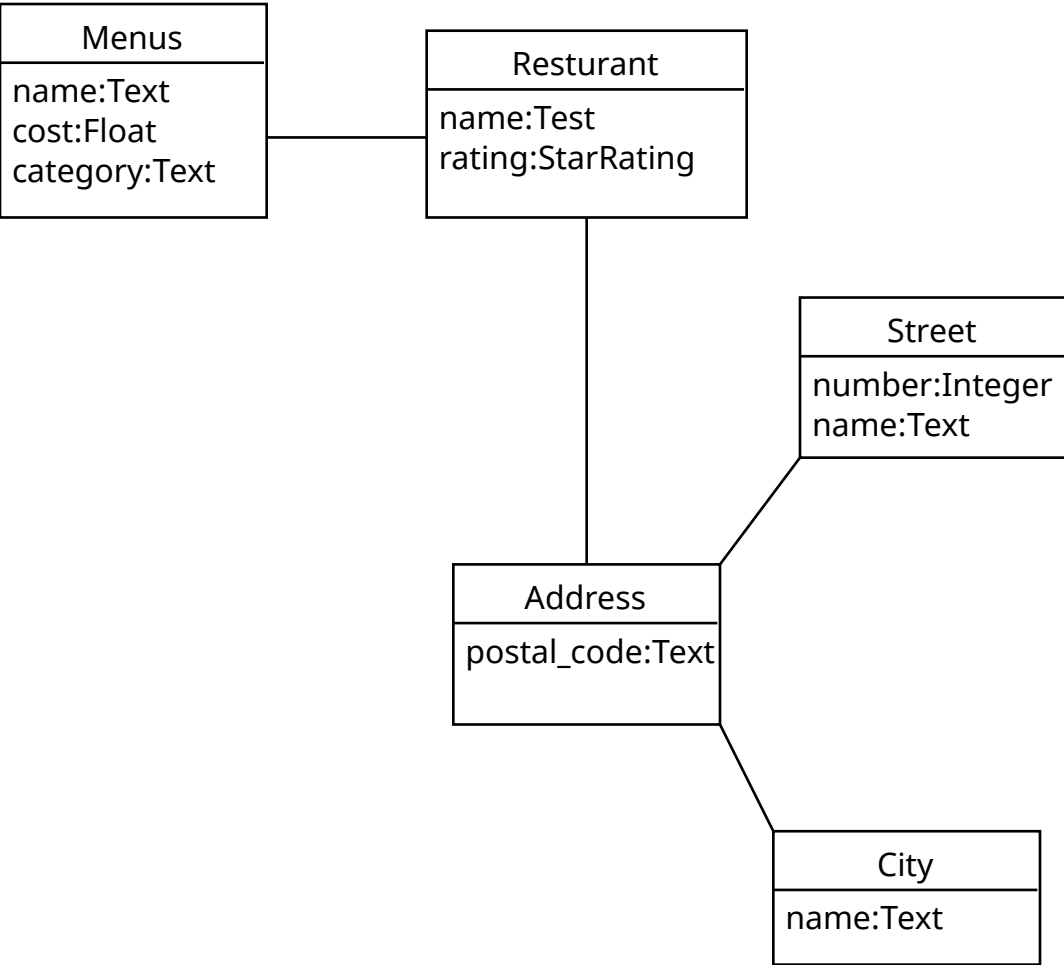 Menus
name:Text
cost:Float
category:Text
Resturant
name:Test
rating:StarRating
Street
number:Integer
name:Text
Address
postal_code:Text
City
name:Text